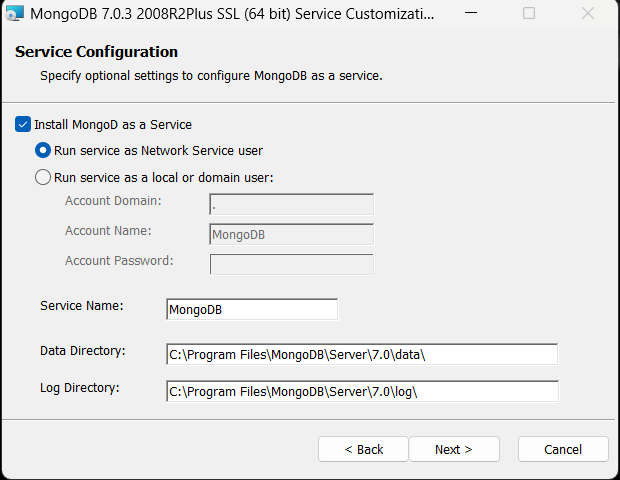 MongoDB 7.0.3 2008R2Plus SSL (64 bit) Service Customizati...
Service Configuration
Specify optional settings to configure MongoDB as a service.
Install MongoD as a Service
Run service as Network Service user
Run service as a local or domain user:
Account Domain: .
Account Name: MongoDB
Account Password:
Service Name: MongoDB
Data Directory: C:\Program Files\MongoDB\Server\7.0\data\
Log Directory: C:\Program Files\MongoDB\Server\7.0\log\
< Back Next > Cancel